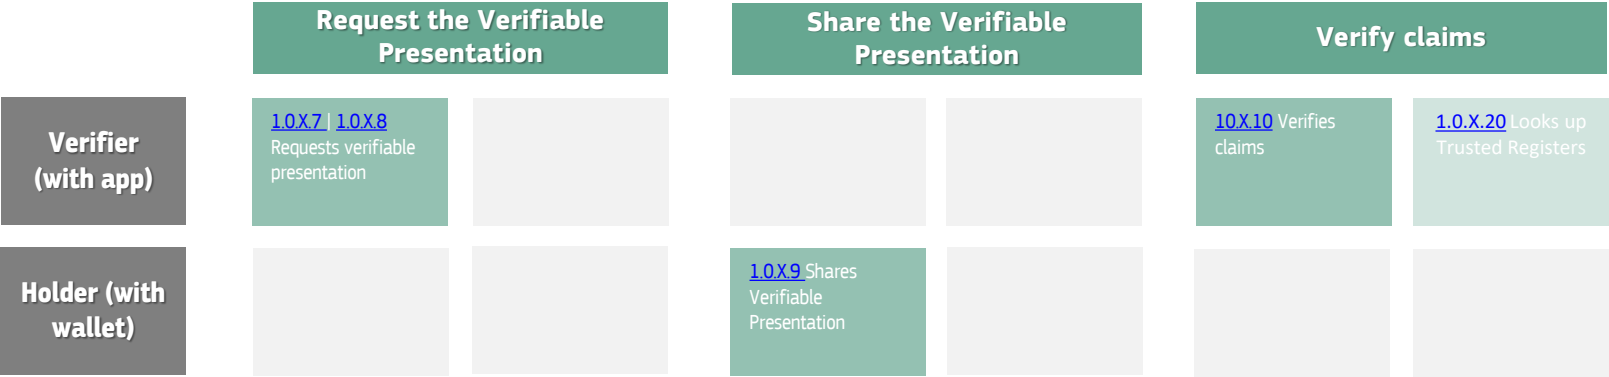 Request the Verifiable
Presentation
Share the Verifiable
Presentation
Verify claims
Verifier
(with app)
1.0.X.7 | 1.0.X.8
Requests verifiable
presentation
10.X.10 Verifies
claims
1.0.X.20 Looks up
Trusted Registers
Holder (with
wallet)
1.0.X.9 Shares
Verifiable
Presentation